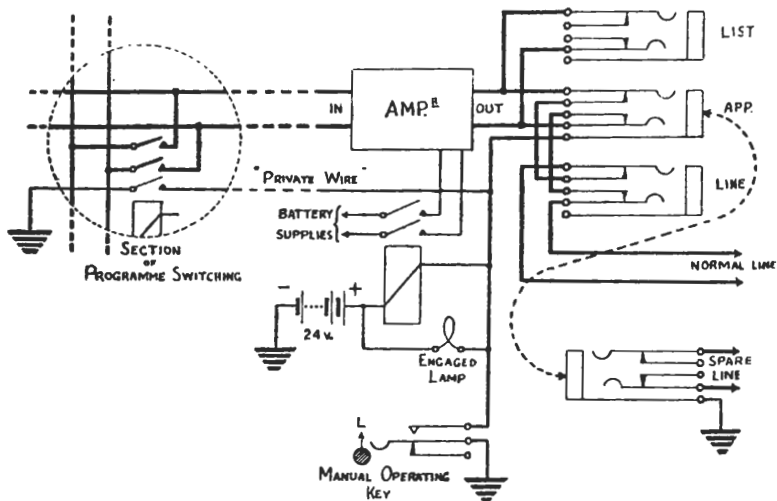 LIST
IN
AMP.R
OUT
APP.
"PRIVATE WIRE"
LINE
BATTERY
SUPPLIES
SECTION
OF
PROGRAMME SWITCHING
NORMAL LINE
- +
24 V.
ENGAGED
LAMP
SPARE
LINE
L
MANUAL OPERATING
KEY